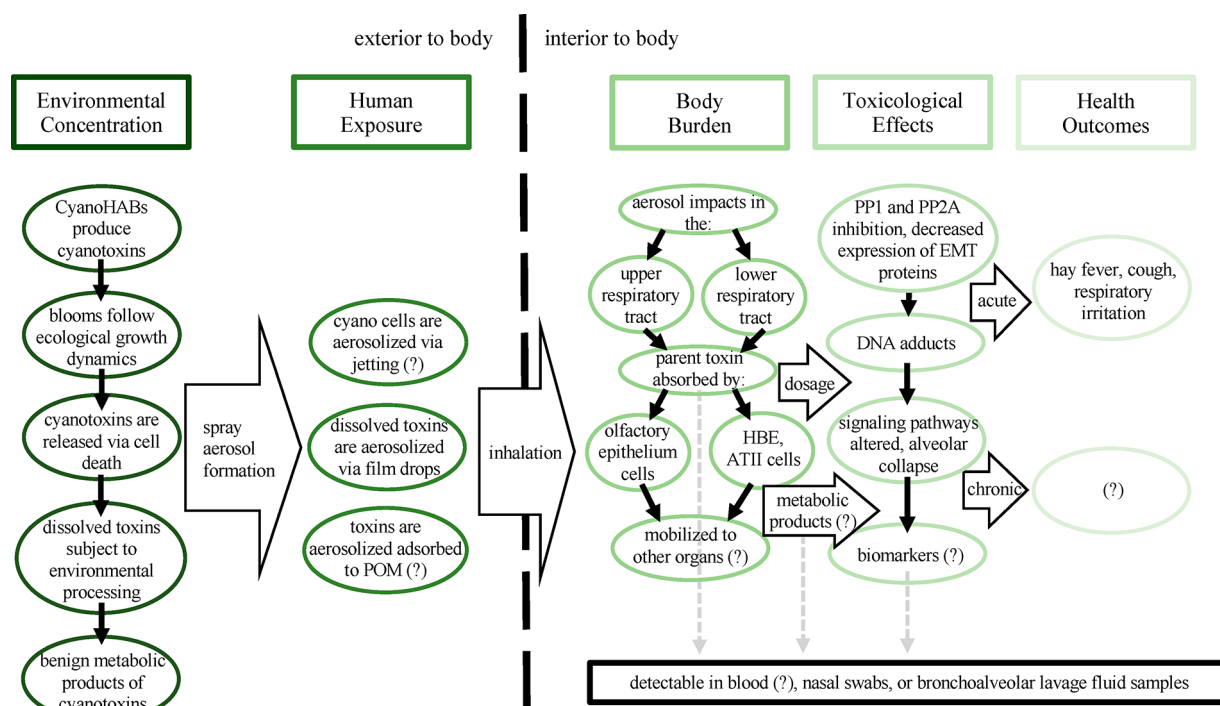 exterior to body
interior to body
Environmental
Concentration
Human
Exposure
Body
Burden
Toxicological
Effects
Health
Outcomes
CyanoHABs
produce
cyanotoxins
blooms follow
ecological growth
dynamics
cyanotoxins are
released via cell
death
dissolved toxins
subject to
environmental
processing
benign metabolic
products of
cyanotoxins
spray
aerosol
formation
cyano cells are
aerosolized via
jetting (?)
dissolved toxins
are aerosolized
via film drops
toxins are
aerosolized adsorbed
to POM (?)
inhalation
aerosol impacts in
the:
upper
respiratory
tract
lower
respiratory
tract
parent toxin
absorbed by:
olfactory
epithelium
cells
HBE,
ATII cells
mobilized to
other organs (?)
dosage
metabolic
products (?)
PP1 and PP2A
inhibition, decreased
expression of EMT
proteins
DNA adducts
signaling pathways
altered, alveolar
collapse
biomarkers (?)
acute
chronic
hay fever, cough,
respiratory
irritation
(?)
detectable in blood (?), nasal swabs, or bronchoalveolar lavage fluid samples